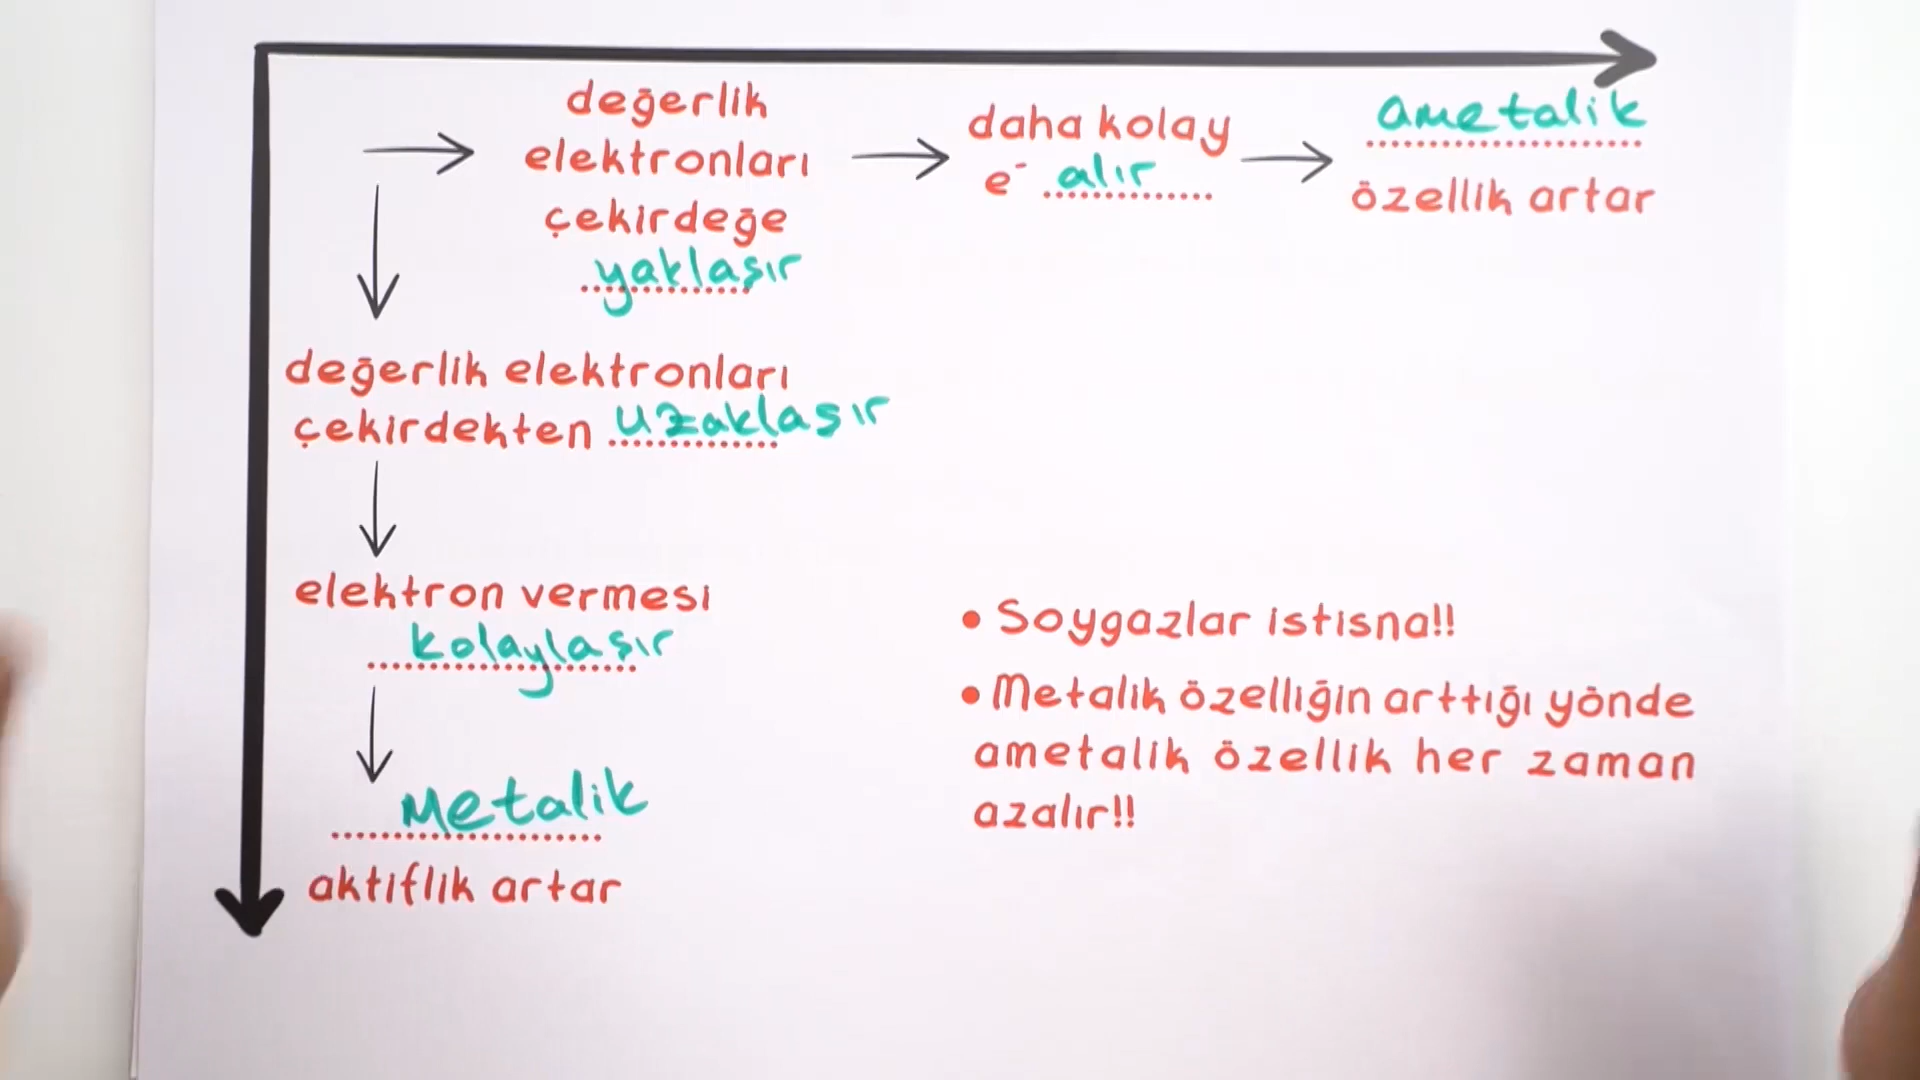 değerlik
elektronları
çekirdeğe
yaklaşır
daha kolay
e⁻ alır
ametalik
özellik artar
değerlik elektronları
çekirdekten uzaklaşır
elektron vermesi
kolaylaşır
Metalik
aktiflik artar
• Soygazlar istisna!!
• Metalik özelliğin arttığı yönde
ametalik özellik her zaman
azalır!!